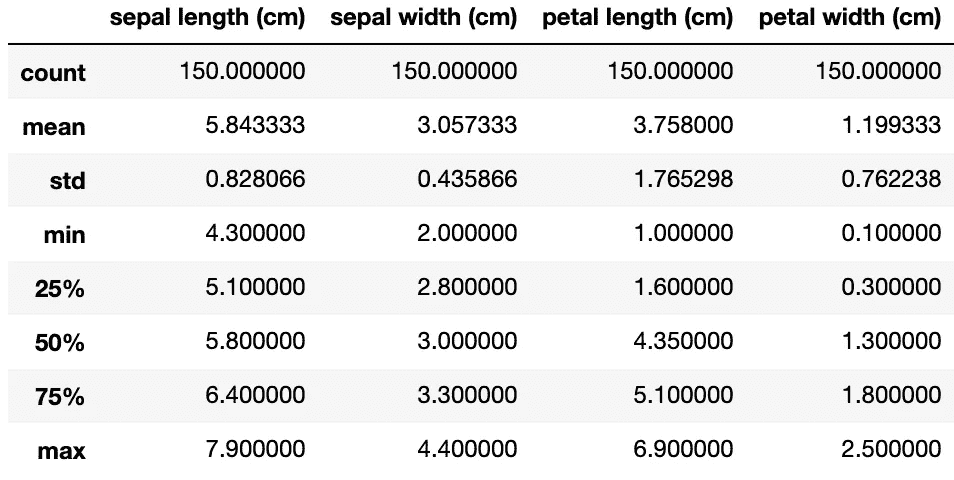 sepal length (cm) sepal width (cm) petal length (cm) petal width (cm)
count 150.000000 150.000000 150.000000 150.000000
mean 5.843333 3.057333 3.758000 1.199333
std 0.828066 0.435866 1.765298 0.762238
min 4.300000 2.000000 1.000000 0.100000
25% 5.100000 2.800000 1.600000 0.300000
50% 5.800000 3.000000 4.350000 1.300000
75% 6.400000 3.300000 5.100000 1.800000
max 7.900000 4.400000 6.900000 2.500000